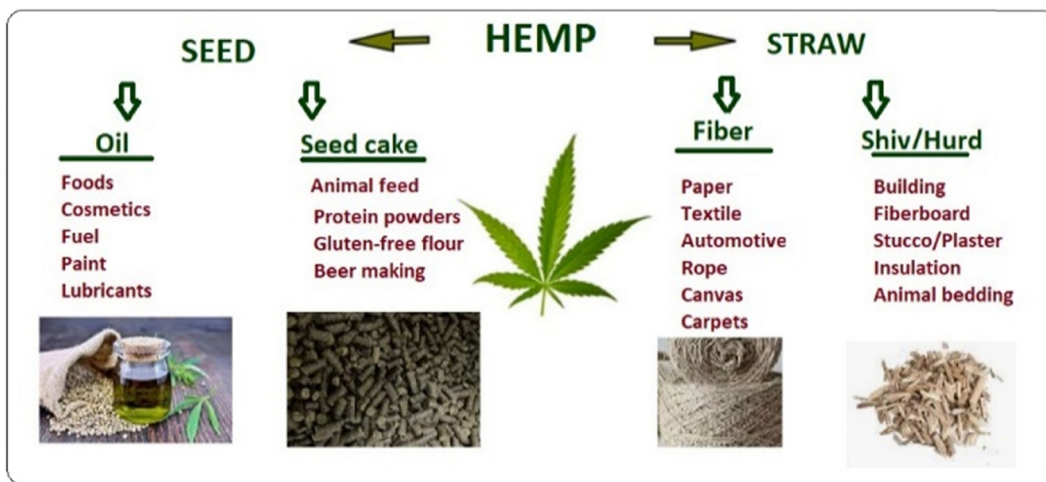 HEMP
SEED
STRAW
Oil
Foods
Cosmetics
Fuel
Paint
Lubricants
Seed cake
Animal feed
Protein powders
Gluten-free flour
Beer making
Fiber
Paper
Textile
Automotive
Rope
Canvas
Carpets
Shiv/Hurd
Building
Fiberboard
Stucco/Plaster
Insulation
Animal bedding